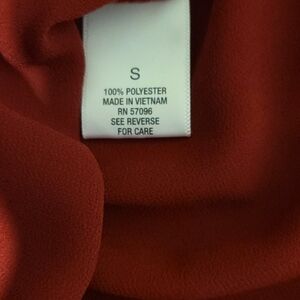 S
100% POLYESTER
MADE IN VIETNAM
RN 57096
SEE REVERSE
FOR CARE